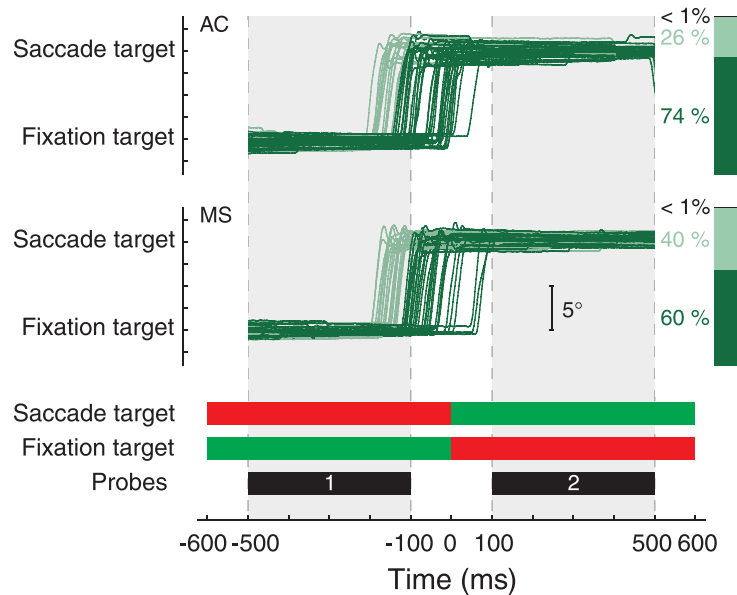 AC
< 1%
26 %
Saccade target
74 %
Fixation target
MS
< 1%
Saccade target
40 %
5°
Fixation target
60 %
Saccade target
Fixation target
Probes 1 2
-600 -500 -100 0 100 500 600
Time (ms)